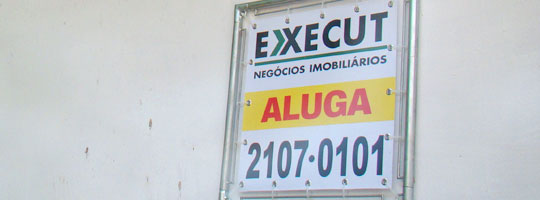 EXECUT
NEGÓCIOS IMOBILIÁRIOS
ALUGA
2107·0101